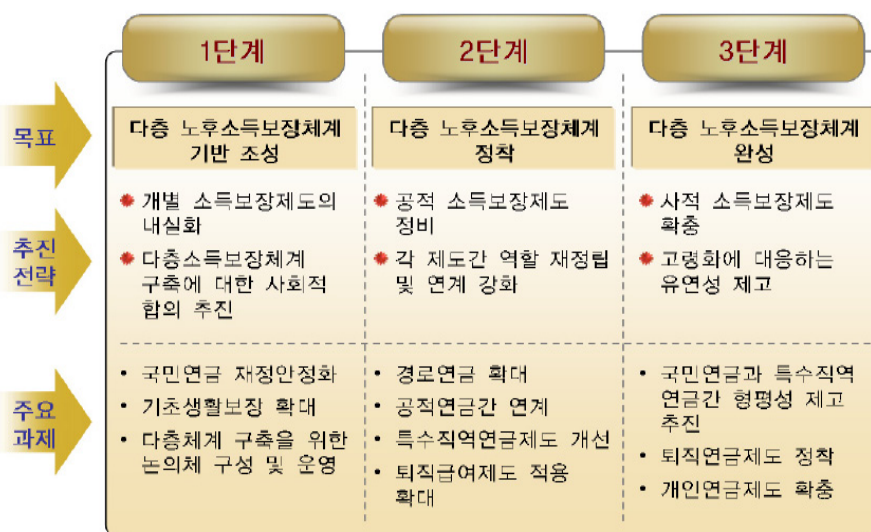 1단계
2단계
3단계
목표
다층 노후소득보장체계
기반 조성
다층 노후소득보장체계
정착
다층 노후소득보장체계
완성
추진
전략
개별 소득보장제도의
내실화
다층소득보장체계
구축에 대한 사회적
합의 추진
공적 소득보장제도
정비
각 제도간 역할 재정립
및 연계 강화
사적 소득보장제도
확충
고령화에 대응하는
유연성 제고
주요
과제
• 국민연금 재정안정화
• 기초생활보장 확대
• 다층체계 구축을 위한
논의체 구성 및 운영
• 경로연금 확대
• 공적연금간 연계
• 특수직역연금제도 개선
• 퇴직급여제도 적용
확대
• 국민연금과 특수직역
연금간 형평성 제고
추진
• 퇴직연금제도 정착
• 개인연금제도 확충